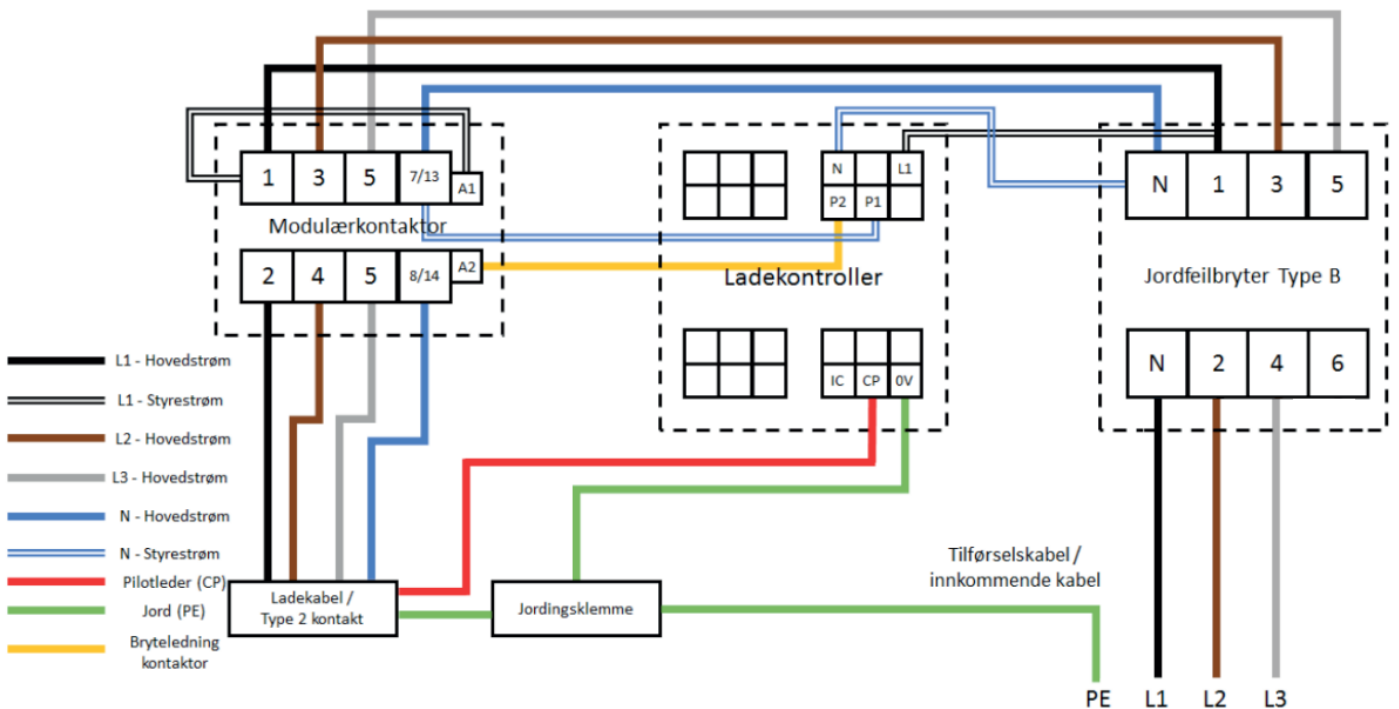 1 3 5 7/13 A1
Modulærkontaktor
2 4 5 8/14 A2
N L1
P2 P1
Ladekontroller
IC CP 0V
N 1 3 5
Jordfeilbryter Type B
N 2 4 6
L1 - Hovedstrøm
L1 - Styrestrøm
L2 - Hovedstrøm
L3 - Hovedstrøm
N - Hovedstrøm
N - Styrestrøm
Pilotleder (CP)
Jord (PE)
Bryteledning
kontaktor
Ladekabel /
Type 2 kontakt
Jordingsklemme
Tilførselskabel /
innkommende kabel
PE L1 L2 L3